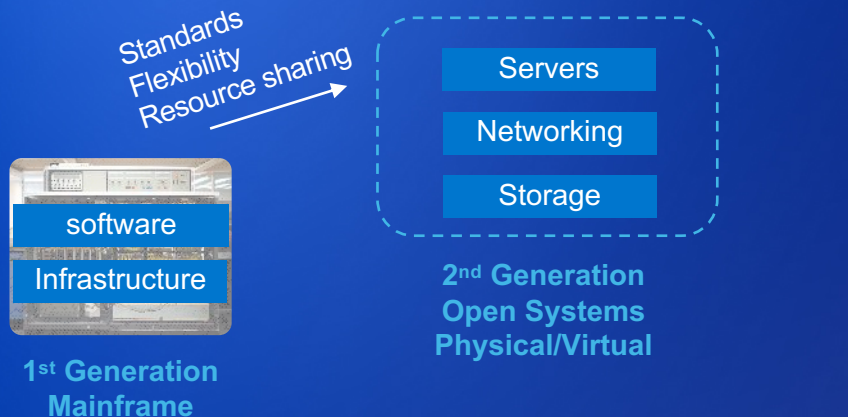 Standards
Flexibility
Resource sharing
Servers
Networking
Storage
2nd Generation
Open Systems
Physical/Virtual
software
Infrastructure
1st Generation
Mainframe